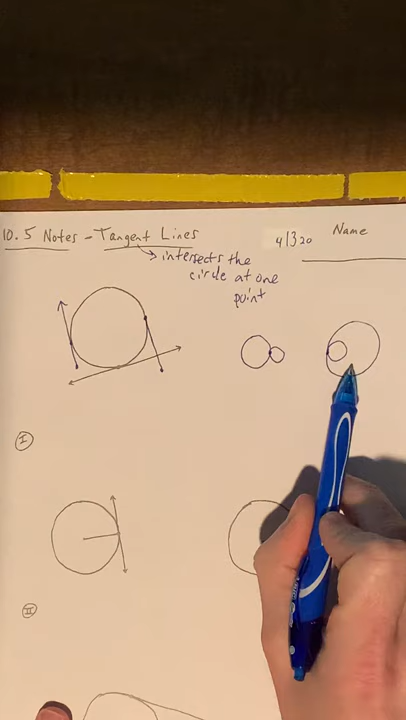 10.5 Notes - Tangent Lines
4/3 20
Name
intersects the
circle at one
point
I
II